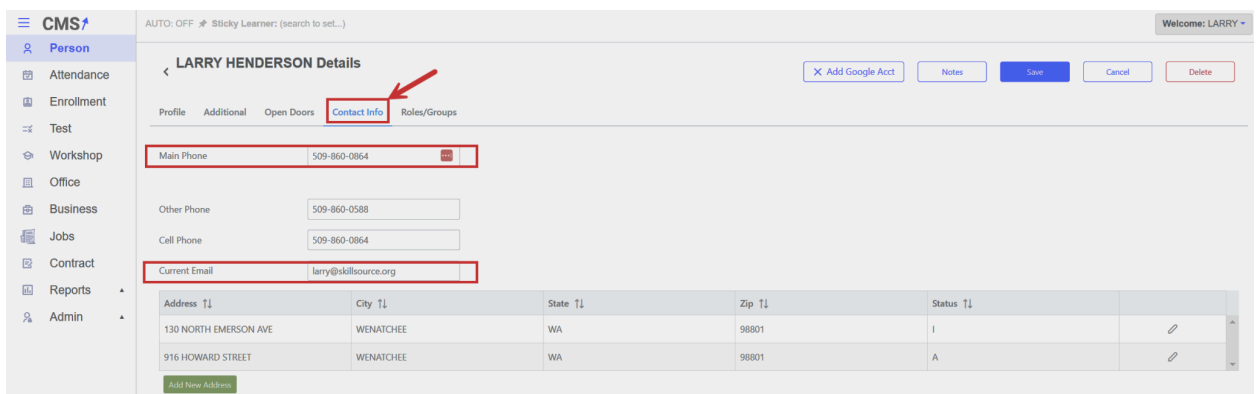 CMS
AUTO: OFF Sticky Learner: (search to set...)
Welcome: LARRY
Person
Attendance
Enrollment
Test
Workshop
Office
Business
Jobs
Contract
Reports
Admin
LARRY HENDERSON Details
Add Google Acct Notes Save Cancel Delete
Profile Additional Open Doors Contact Info Roles/Groups
Main Phone 509-860-0864
Other Phone 509-860-0588
Cell Phone 509-860-0864
Current Email larry@skillsource.org
Address City State Zip Status
130 NORTH EMERSON AVE WENATCHEE WA 98801 I
916 HOWARD STREET WENATCHEE WA 98801 A
Add New Address